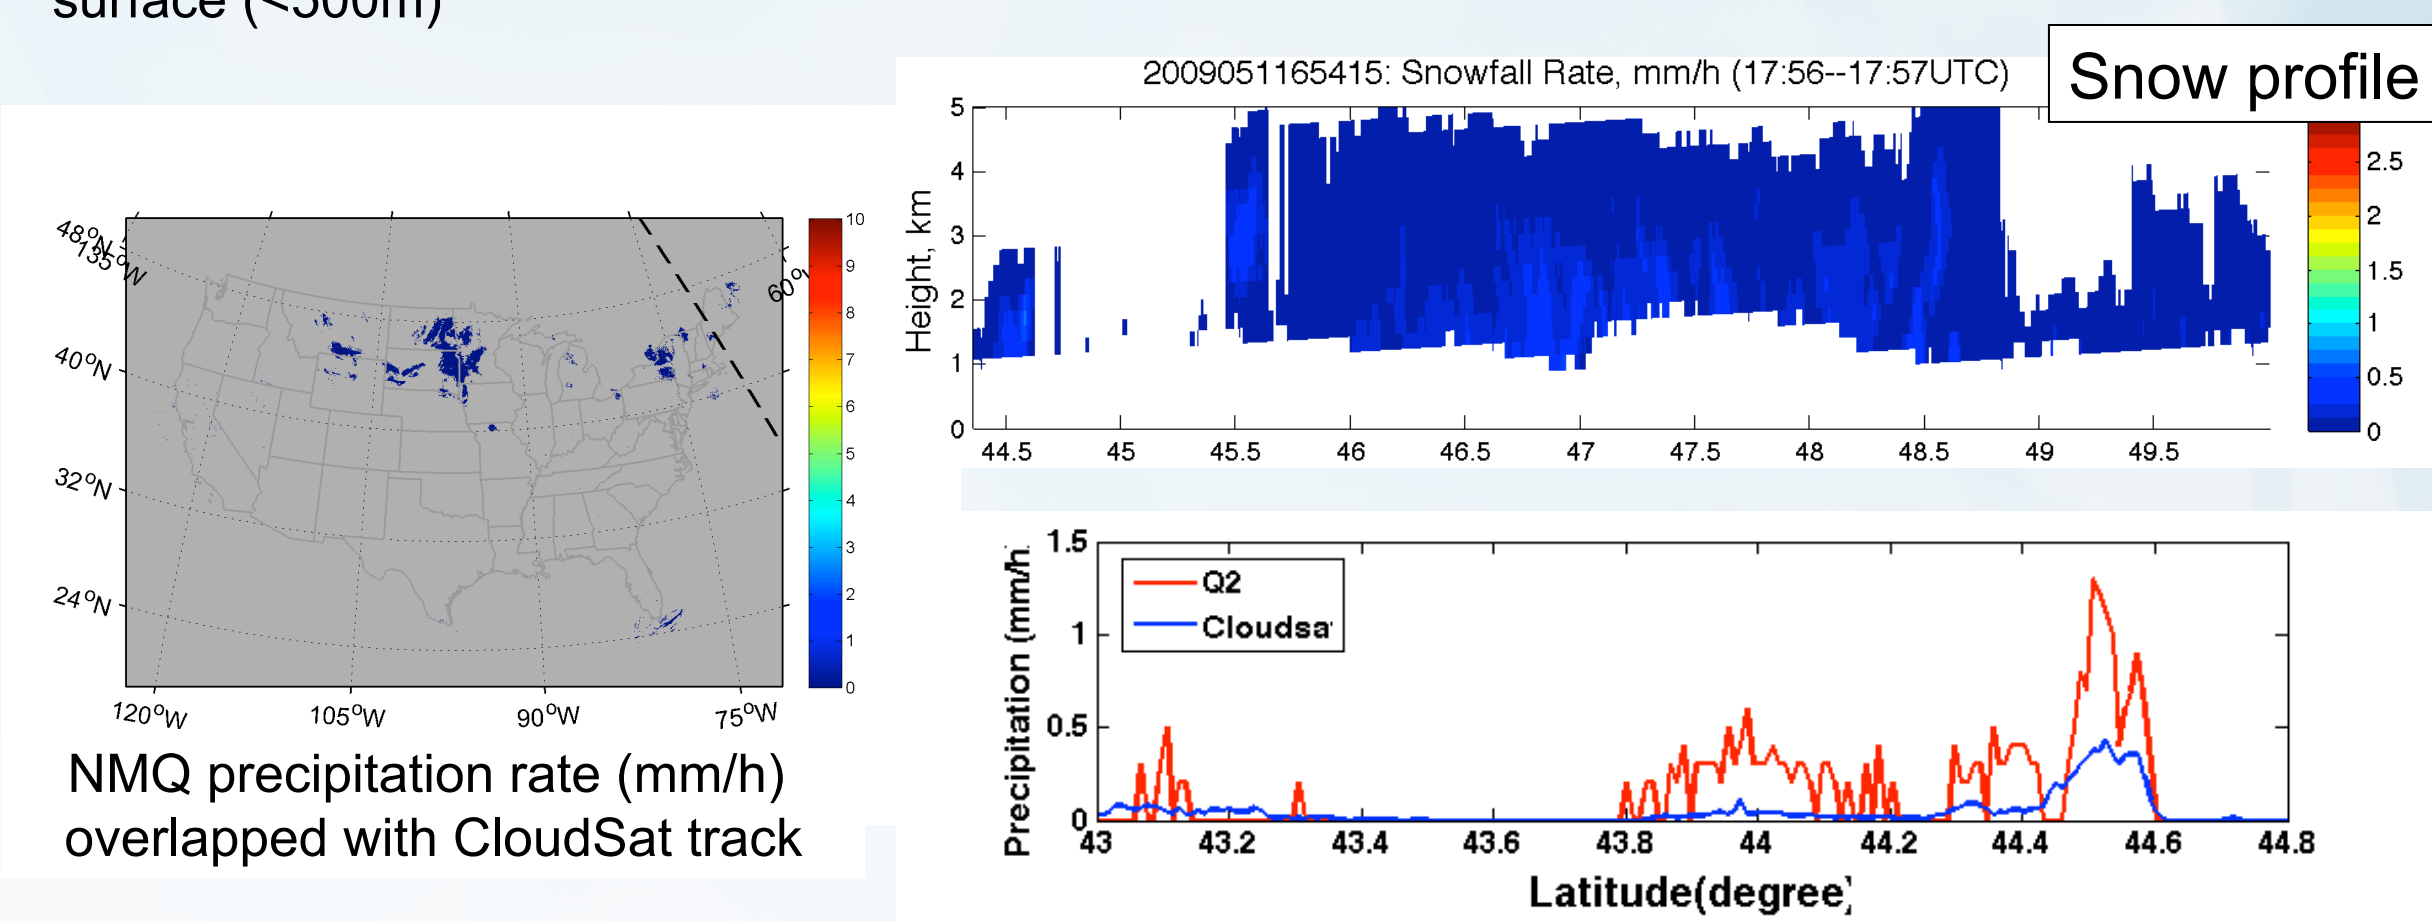 surface (<500m)
2009051165415: Snowfall Rate, mm/h (17:56--17:57UTC)
Snow profile
Height, km
5
4
3
2
1
0
44.5 45 45.5 46 46.5 47 47.5 48 48.5 49 49.5
2.5
2
1.5
1
0.5
0
48°N
135°W
60°
40°N
32°N
24°N
120°W 105°W 90°W 75°W
10
9
8
7
6
5
4
3
2
1
0
NMQ precipitation rate (mm/h)
overlapped with CloudSat track
Precipitation (mm/h
1.5
1
0.5
0
Q2
Cloudsa
43 43.2 43.4 43.6 43.8 44 44.2 44.4 44.6 44.8
Latitude(degree)